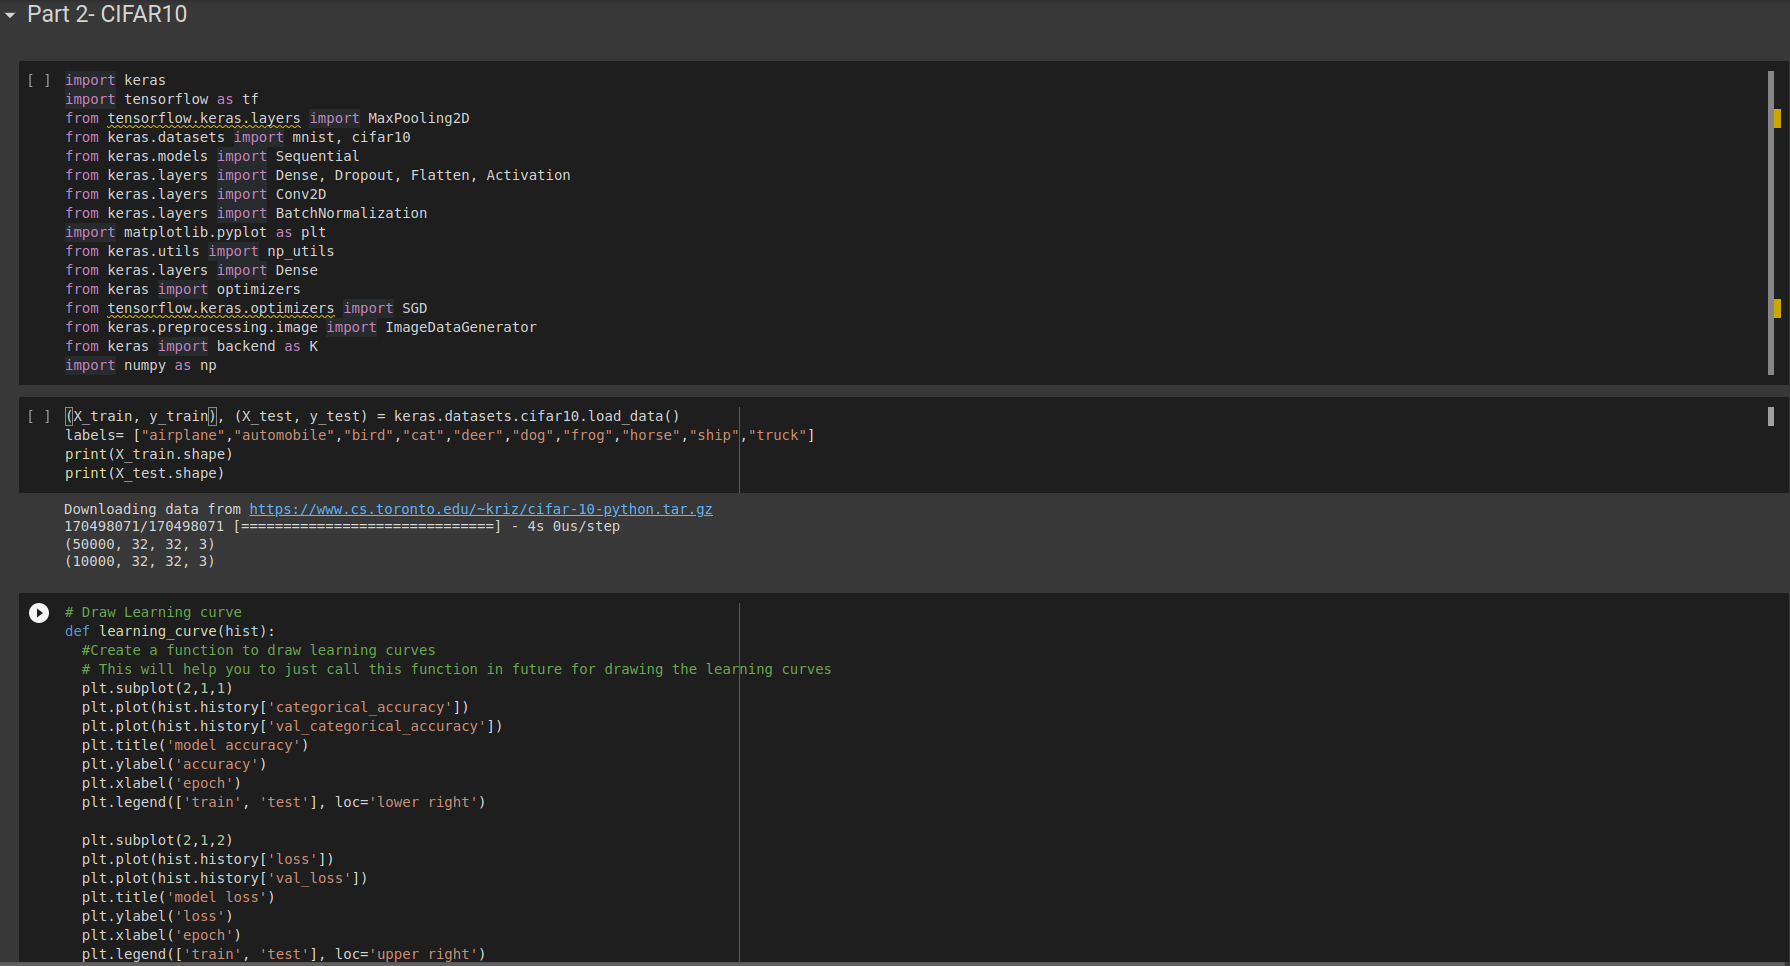 Part 2- CIFAR10
[ ] import keras
import tensorflow as tf
from tensorflow.keras.layers import MaxPooling2D
from keras.datasets import mnist, cifar10
from keras.models import Sequential
from keras.layers import Dense, Dropout, Flatten, Activation
from keras.layers import Conv2D
from keras.layers import BatchNormalization
import matplotlib.pyplot as plt
from keras.utils import np_utils
from keras.layers import Dense
from keras import optimizers
from tensorflow.keras.optimizers import SGD
from keras.preprocessing.image import ImageDataGenerator
from keras import backend as K
import numpy as np
[ ] (X_train, y_train), (X_test, y_test) = keras.datasets.cifar10.load_data()
labels= ["airplane","automobile","bird","cat","deer","dog","frog","horse","ship","truck"]
print(X_train.shape)
print(X_test.shape)
Downloading data from https://www.cs.toronto.edu/~kriz/cifar-10-python.tar.gz
170498071/170498071 [==============================] - 4s 0us/step
(50000, 32, 32, 3)
(10000, 32, 32, 3)
# Draw Learning curve
def learning_curve(hist):
  #Create a function to draw learning curves
  # This will help you to just call this function in future for drawing the learning curves
  plt.subplot(2,1,1)
  plt.plot(hist.history['categorical_accuracy'])
  plt.plot(hist.history['val_categorical_accuracy'])
  plt.title('model accuracy')
  plt.ylabel('accuracy')
  plt.xlabel('epoch')
  plt.legend(['train', 'test'], loc='lower right')
  plt.subplot(2,1,2)
  plt.plot(hist.history['loss'])
  plt.plot(hist.history['val_loss'])
  plt.title('model loss')
  plt.ylabel('loss')
  plt.xlabel('epoch')
  plt.legend(['train', 'test'], loc='upper right')